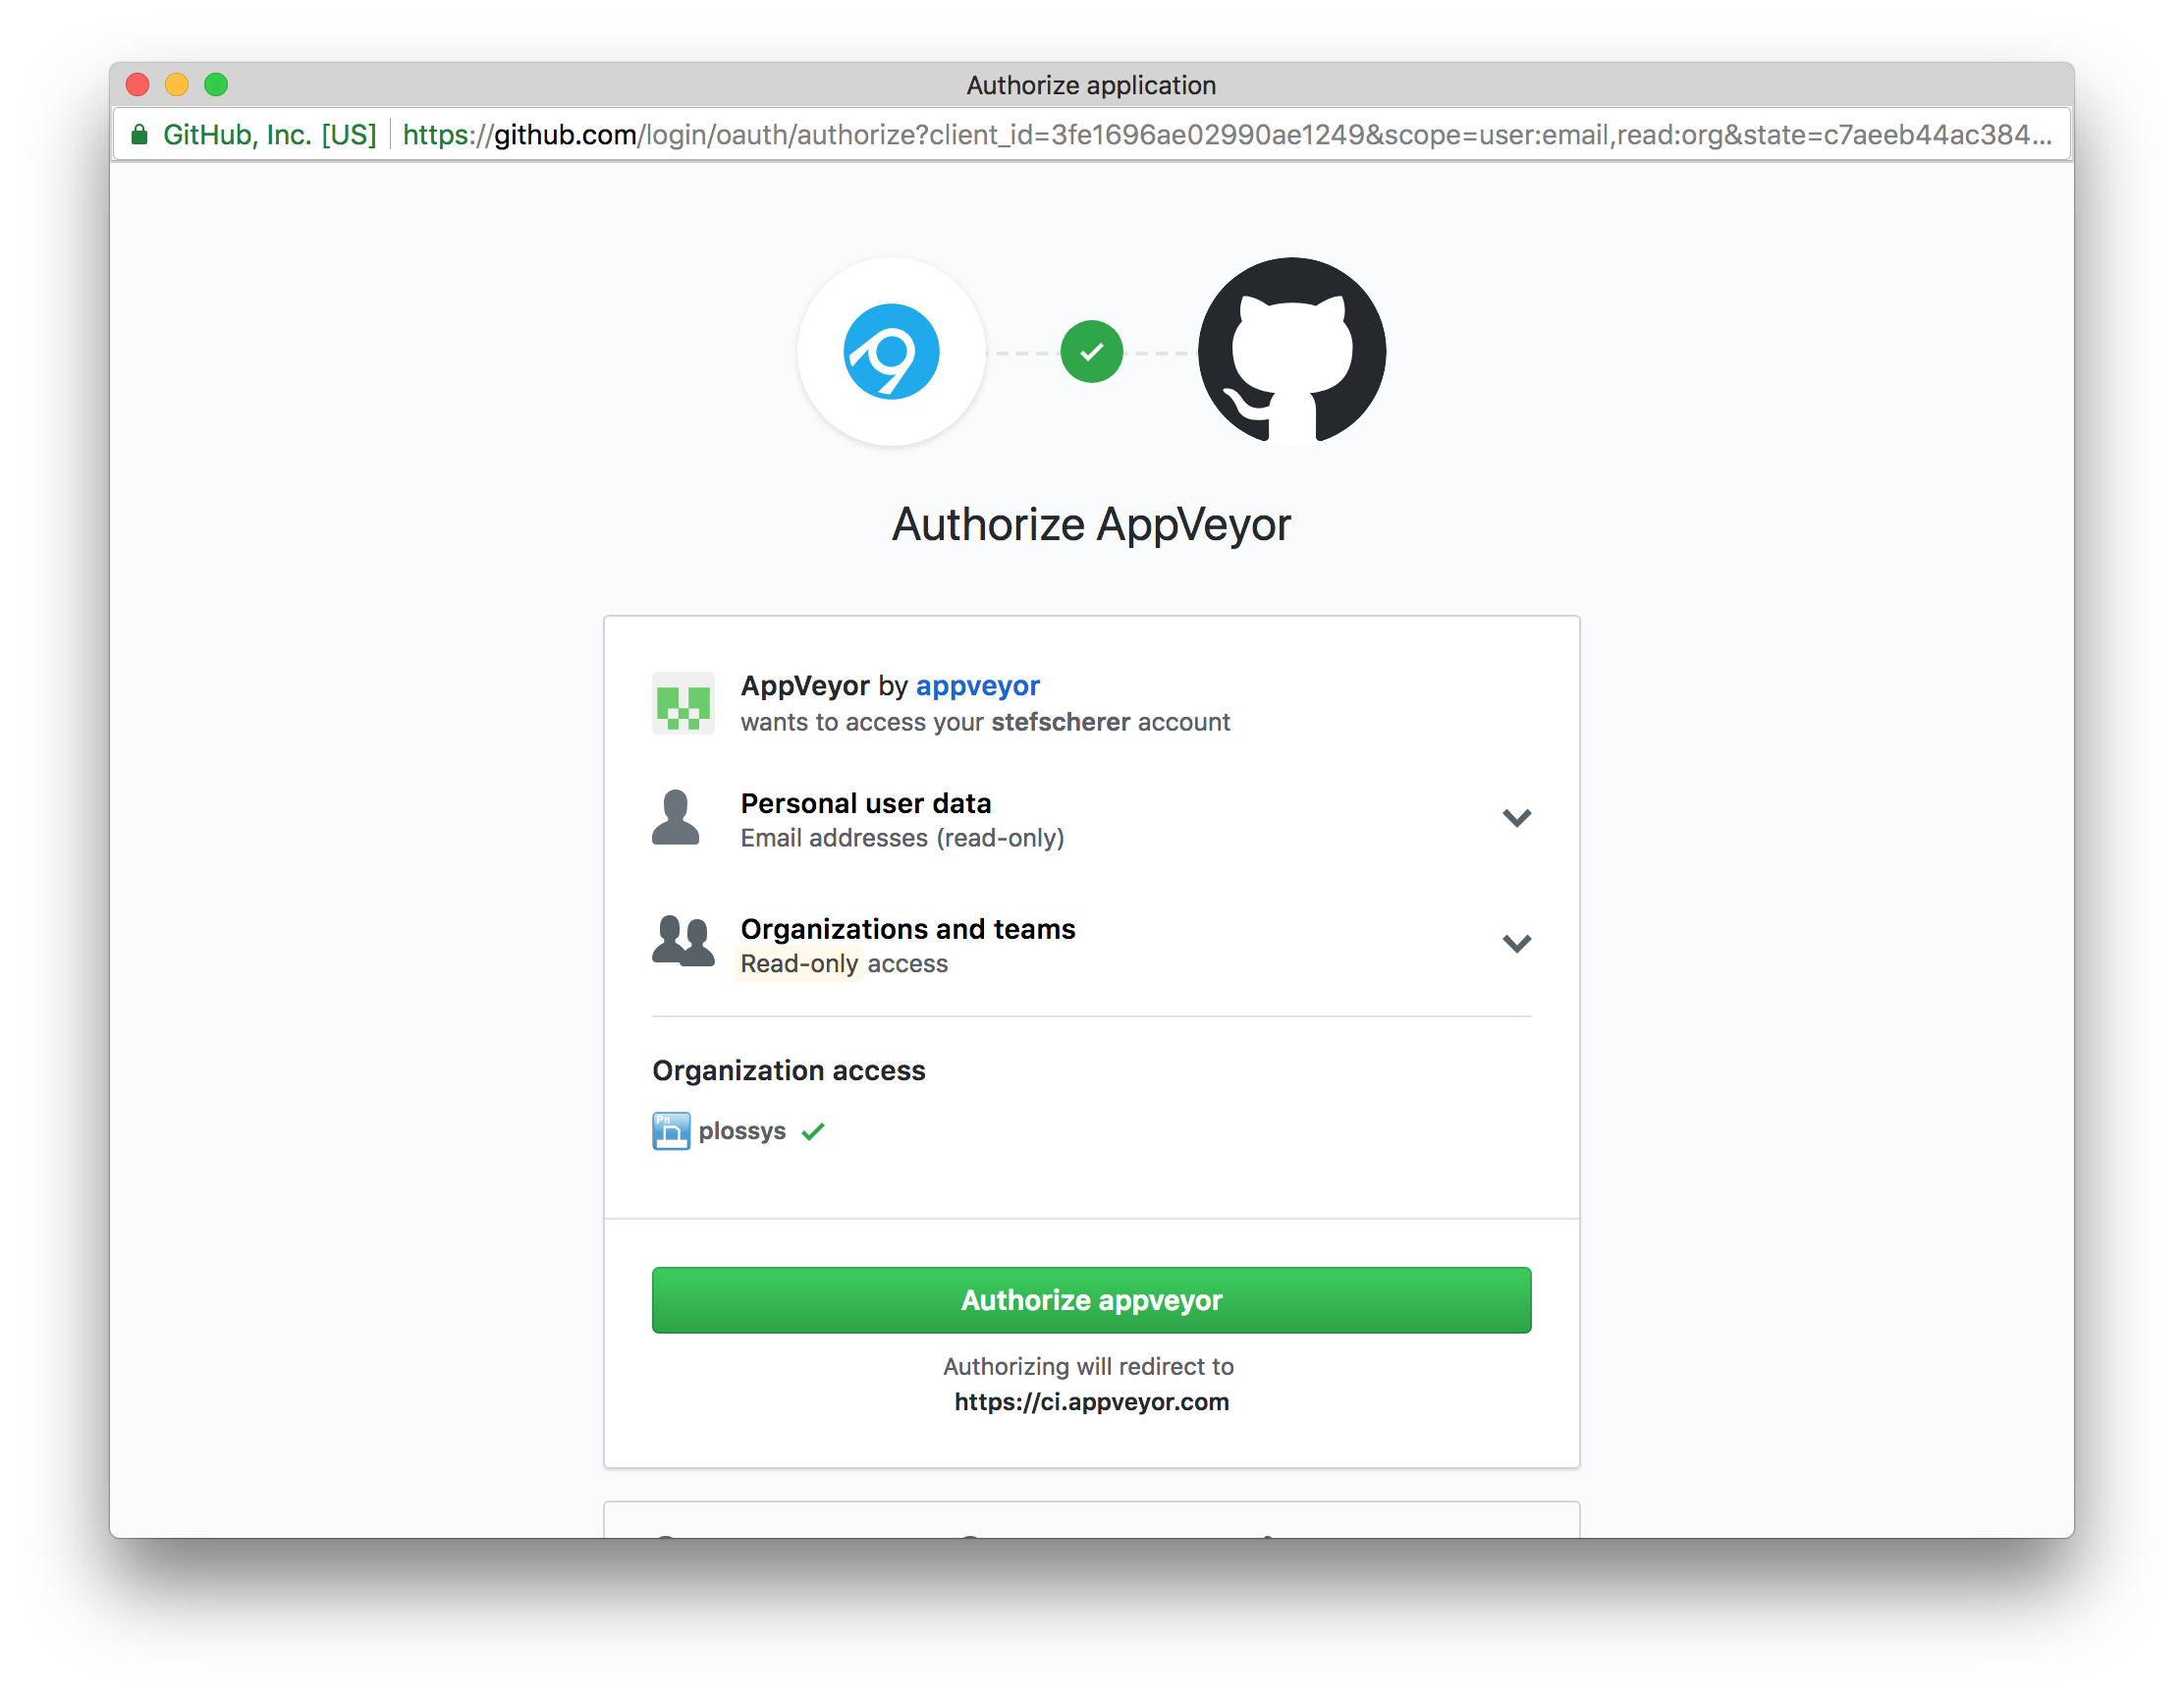 Authorize application
GitHub, Inc. [US] https://github.com/login/oauth/authorize?client_id=3fe1696ae02990ae1249&scope=user:email,read:org&state=c7aeeb44ac384...
Authorize AppVeyor
AppVeyor by appveyor
wants to access your stefscherer account
Personal user data
Email addresses (read-only)
Organizations and teams
Read-only access
Organization access
Pn
plossys
Authorize appveyor
Authorizing will redirect to
https://ci.appveyor.com